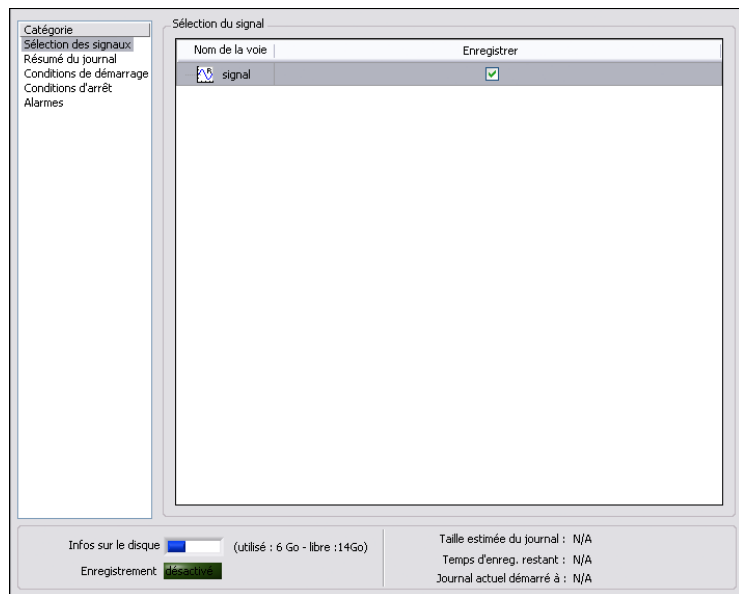 Catégorie
Sélection des signaux
Résumé du journal
Conditions de démarrage
Conditions d'arrêt
Alarmes
Sélection du signal
Nom de la voie Enregistrer
signal
Infos sur le disque (utilisé : 6 Go - libre :14Go)
Enregistrement désactivé
Taille estimée du journal : N/A
Temps d'enreg. restant : N/A
Journal actuel démarré à : N/A